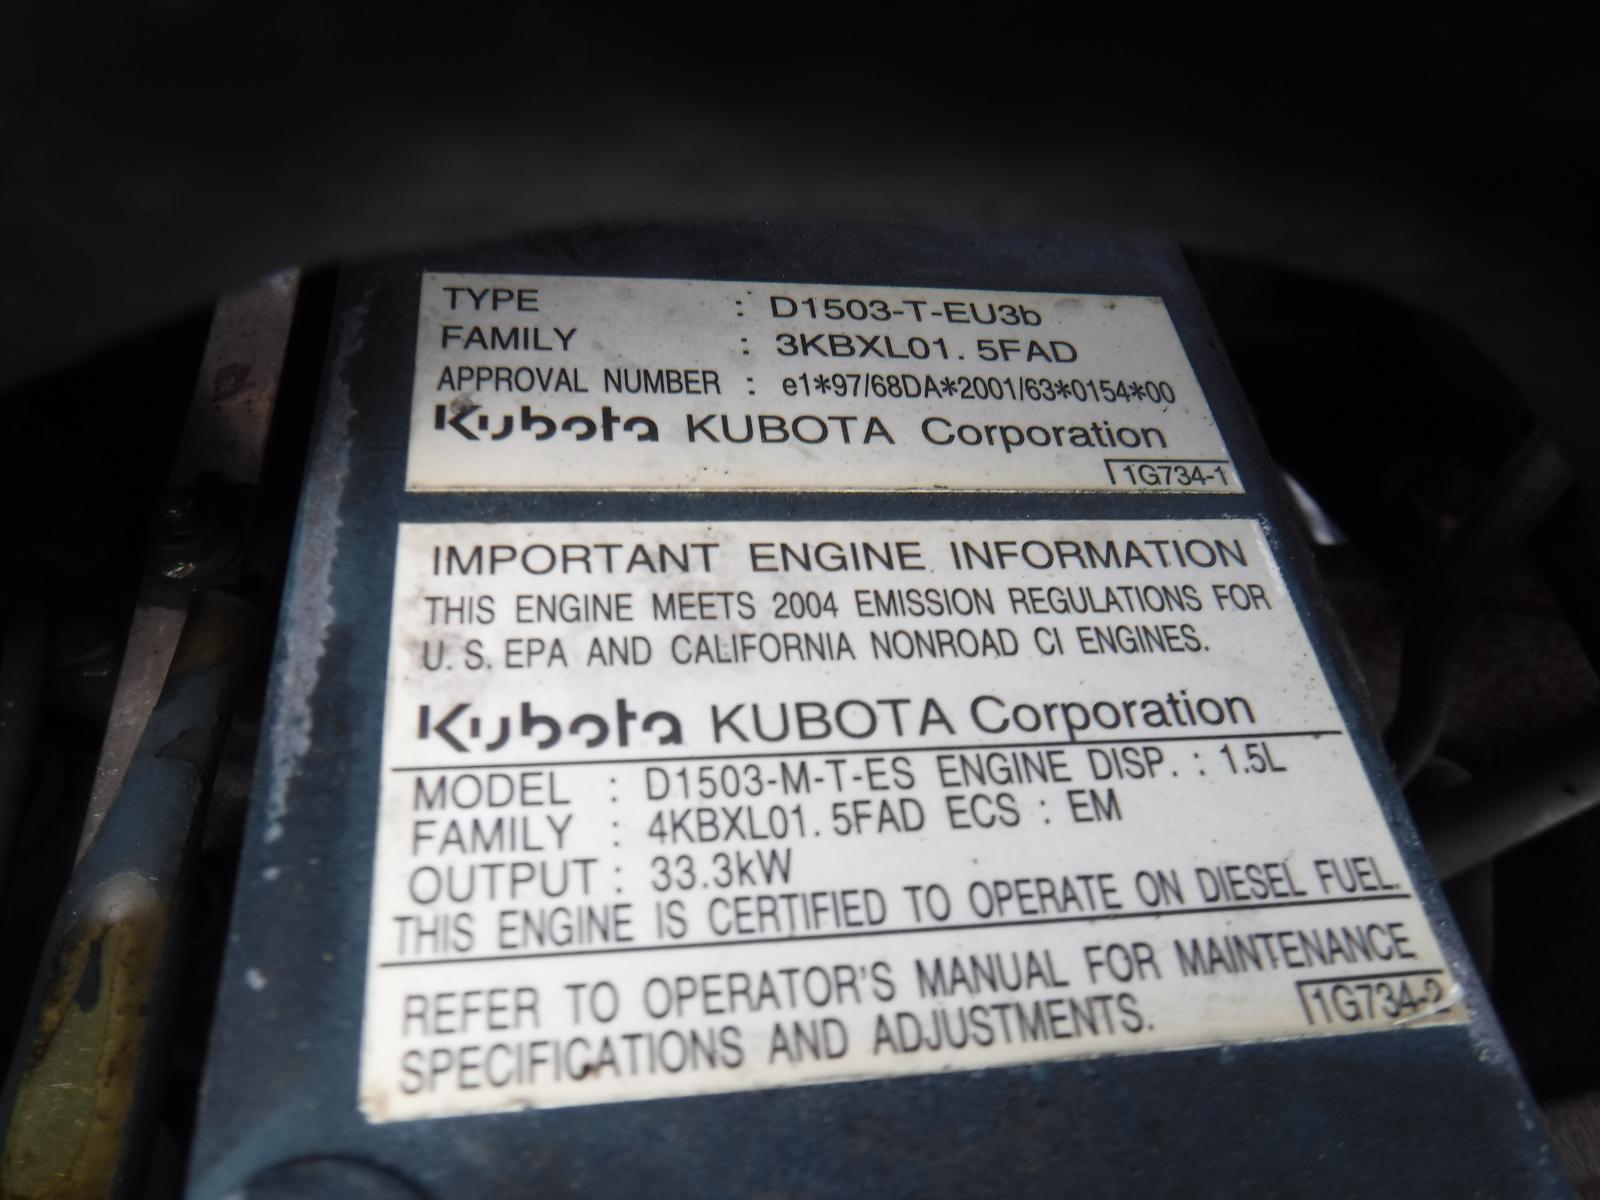 TYPE : D1503-T-EU3b
FAMILY : 3KBXL01.5FAD
APPROVAL NUMBER : e1*97/68DA*2001/63*0154*00
Kubota KUBOTA Corporation
1G734-1
IMPORTANT ENGINE INFORMATION
THIS ENGINE MEETS 2004 EMISSION REGULATIONS FOR
U.S. EPA AND CALIFORNIA NONROAD CI ENGINES.
Kubota KUBOTA Corporation
MODEL : D1503-M-T-ES ENGINE DISP. : 1.5L
FAMILY : 4KBXL01.5FAD ECS : EM
OUTPUT : 33.3kW
THIS ENGINE IS CERTIFIED TO OPERATE ON DIESEL FUEL.
REFER TO OPERATOR'S MANUAL FOR MAINTENANCE
SPECIFICATIONS AND ADJUSTMENTS.
1G734-2